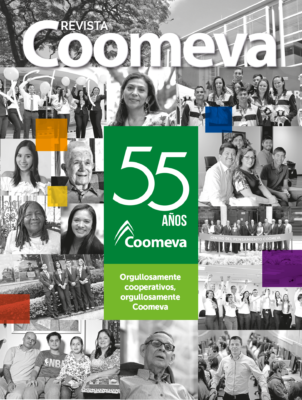 REVISTA
Coomeva
55
AÑOS
Coomeva
Orgullosamente
cooperativos,
orgullosamente
Coomeva